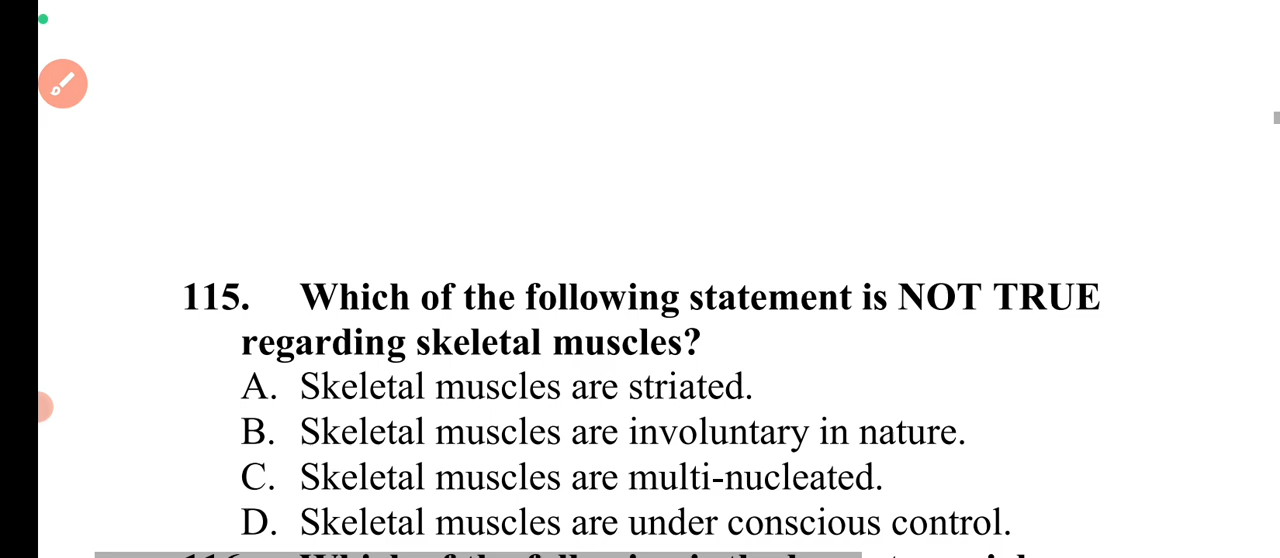 115. Which of the following statement is NOT TRUE
regarding skeletal muscles?
A. Skeletal muscles are striated.
B. Skeletal muscles are involuntary in nature.
C. Skeletal muscles are multi-nucleated.
D. Skeletal muscles are under conscious control.